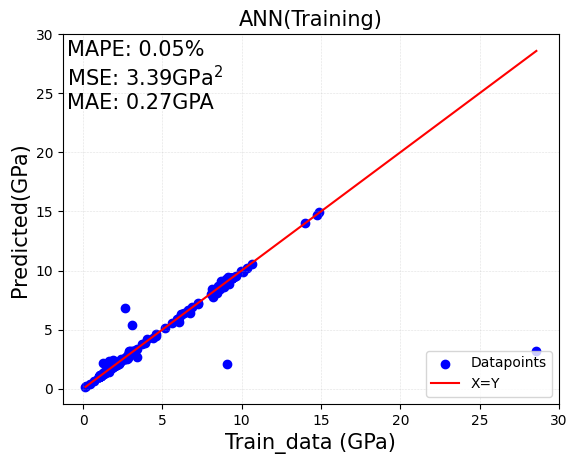 ANN(Training)
MAPE: 0.05%
MSE: 3.39GPa²
MAE: 0.27GPA
Predicted(GPa)
30
25
20
15
10
5
0
0 5 10 15 20 25 30
Train_data (GPa)
Datapoints
X=Y